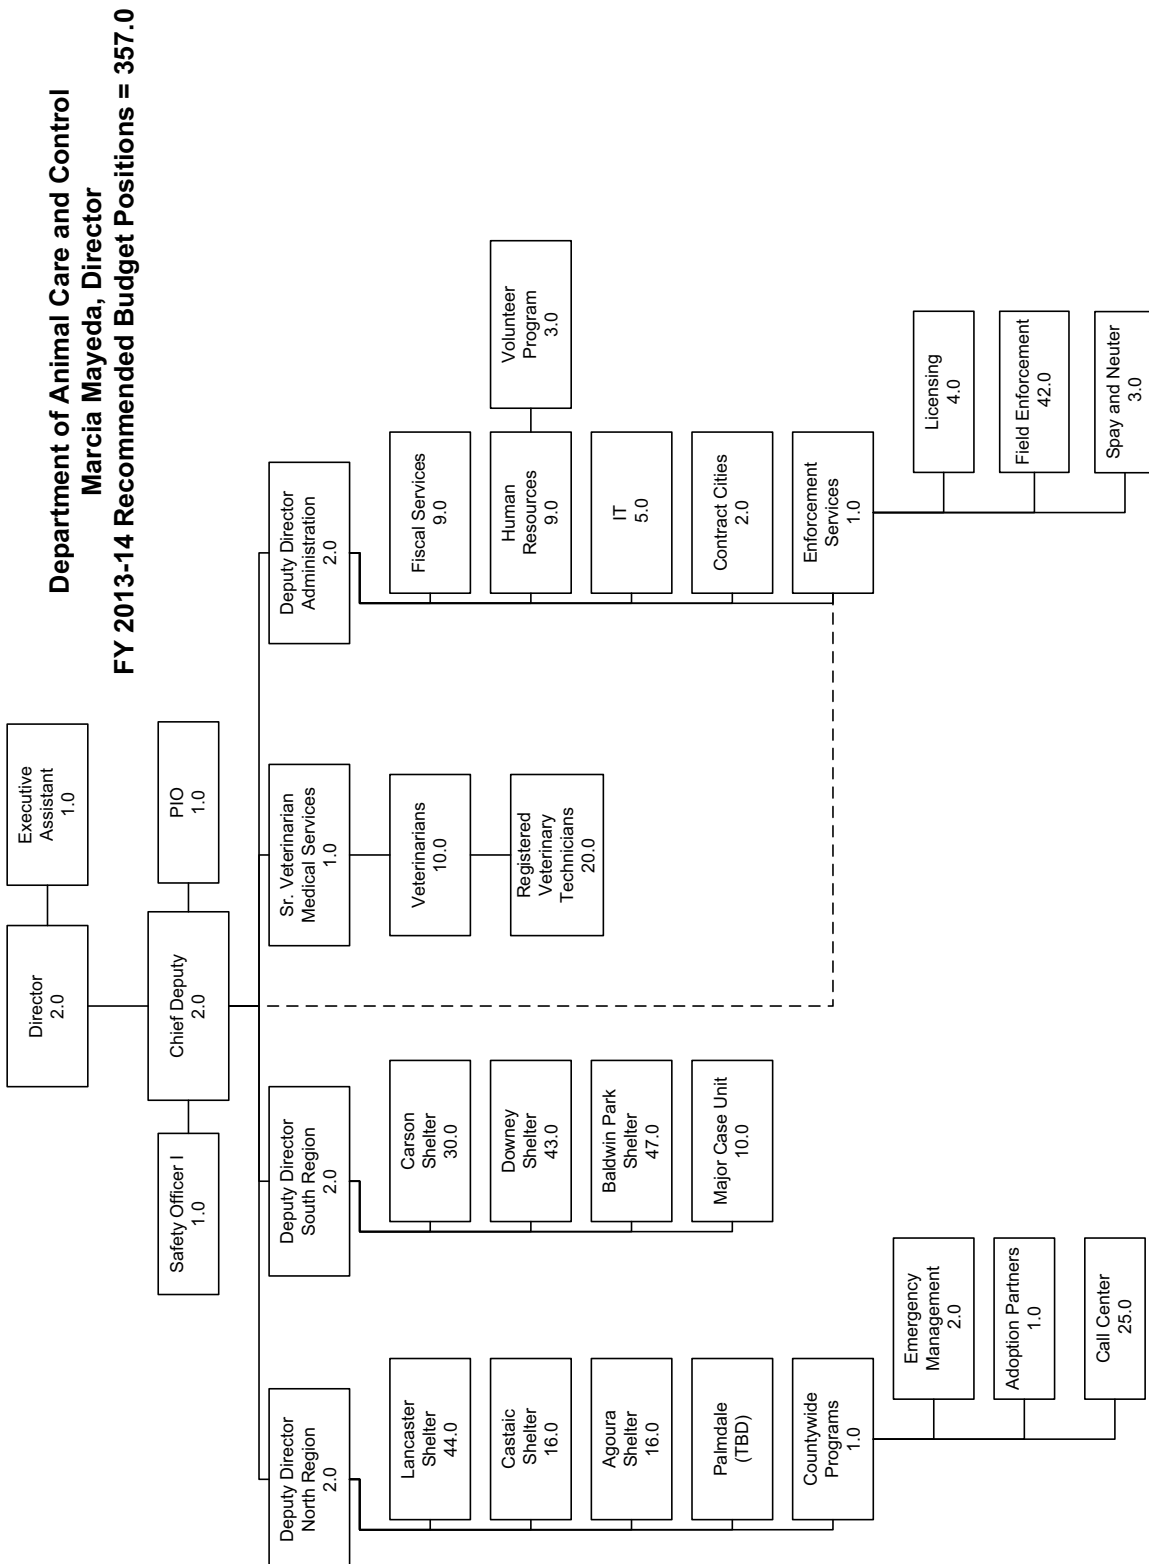 Department of Animal Care and Control
Marcia Mayeda, Director
FY 2013-14 Recommended Budget Positions = 357.0
Director
2.0
Executive
Assistant
1.0
Safety Officer I
1.0
Chief Deputy
2.0
PIO
1.0
Deputy Director
North Region
2.0
Deputy Director
South Region
2.0
Sr. Veterinarian
Medical Services
1.0
Deputy Director
Administration
2.0
Lancaster
Shelter
44.0
Castaic
Shelter
16.0
Agoura
Shelter
16.0
Palmdale
(TBD)
Countywide
Programs
1.0
Emergency
Management
2.0
Adoption Partners
1.0
Call Center
25.0
Carson
Shelter
30.0
Downey
Shelter
43.0
Baldwin Park
Shelter
47.0
Major Case Unit
10.0
Veterinarians
10.0
Registered
Veterinary
Technicians
20.0
Fiscal Services
9.0
Human
Resources
9.0
Volunteer
Program
3.0
IT
5.0
Contract Cities
2.0
Enforcement
Services
1.0
Licensing
4.0
Field Enforcement
42.0
Spay and Neuter
3.0